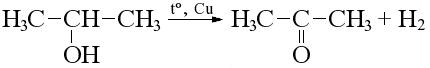 H₃C–CH–CH₃ t°, Cu → H₃C–C–CH₃ + H₂
OH O